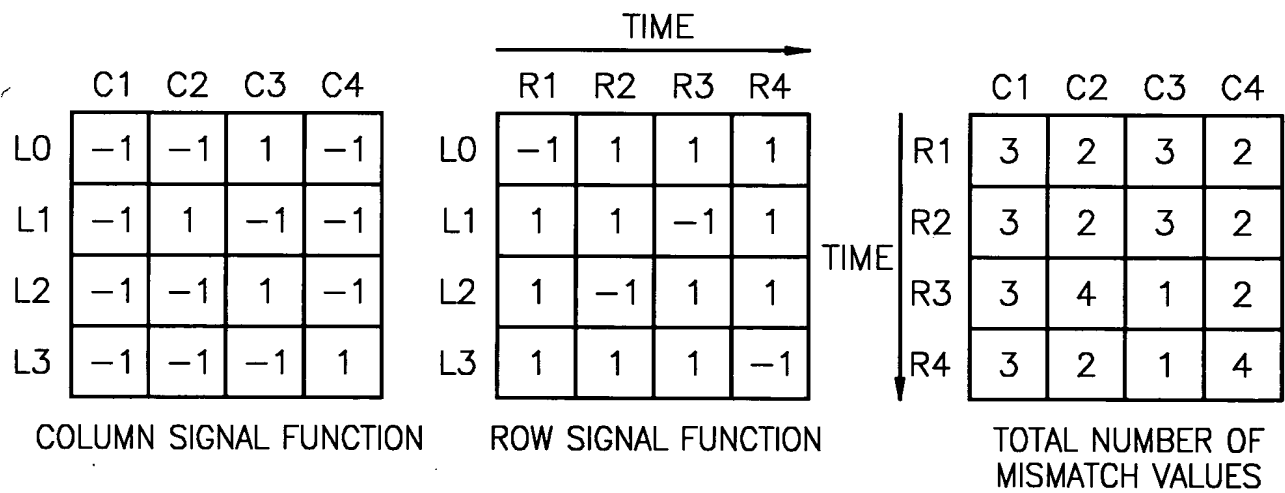 TIME
C1 C2 C3 C4 R1 R2 R3 R4 C1 C2 C3 C4
L0 −1 −1 1 −1 L0 −1 1 1 1 R1 3 2 3 2
L1 −1 1 −1 −1 L1 1 1 −1 1 R2 3 2 3 2
TIME
L2 −1 −1 1 −1 L2 1 −1 1 1 R3 3 4 1 2
L3 −1 −1 −1 1 L3 1 1 1 −1 R4 3 2 1 4
COLUMN SIGNAL FUNCTION ROW SIGNAL FUNCTION TOTAL NUMBER OF
MISMATCH VALUES